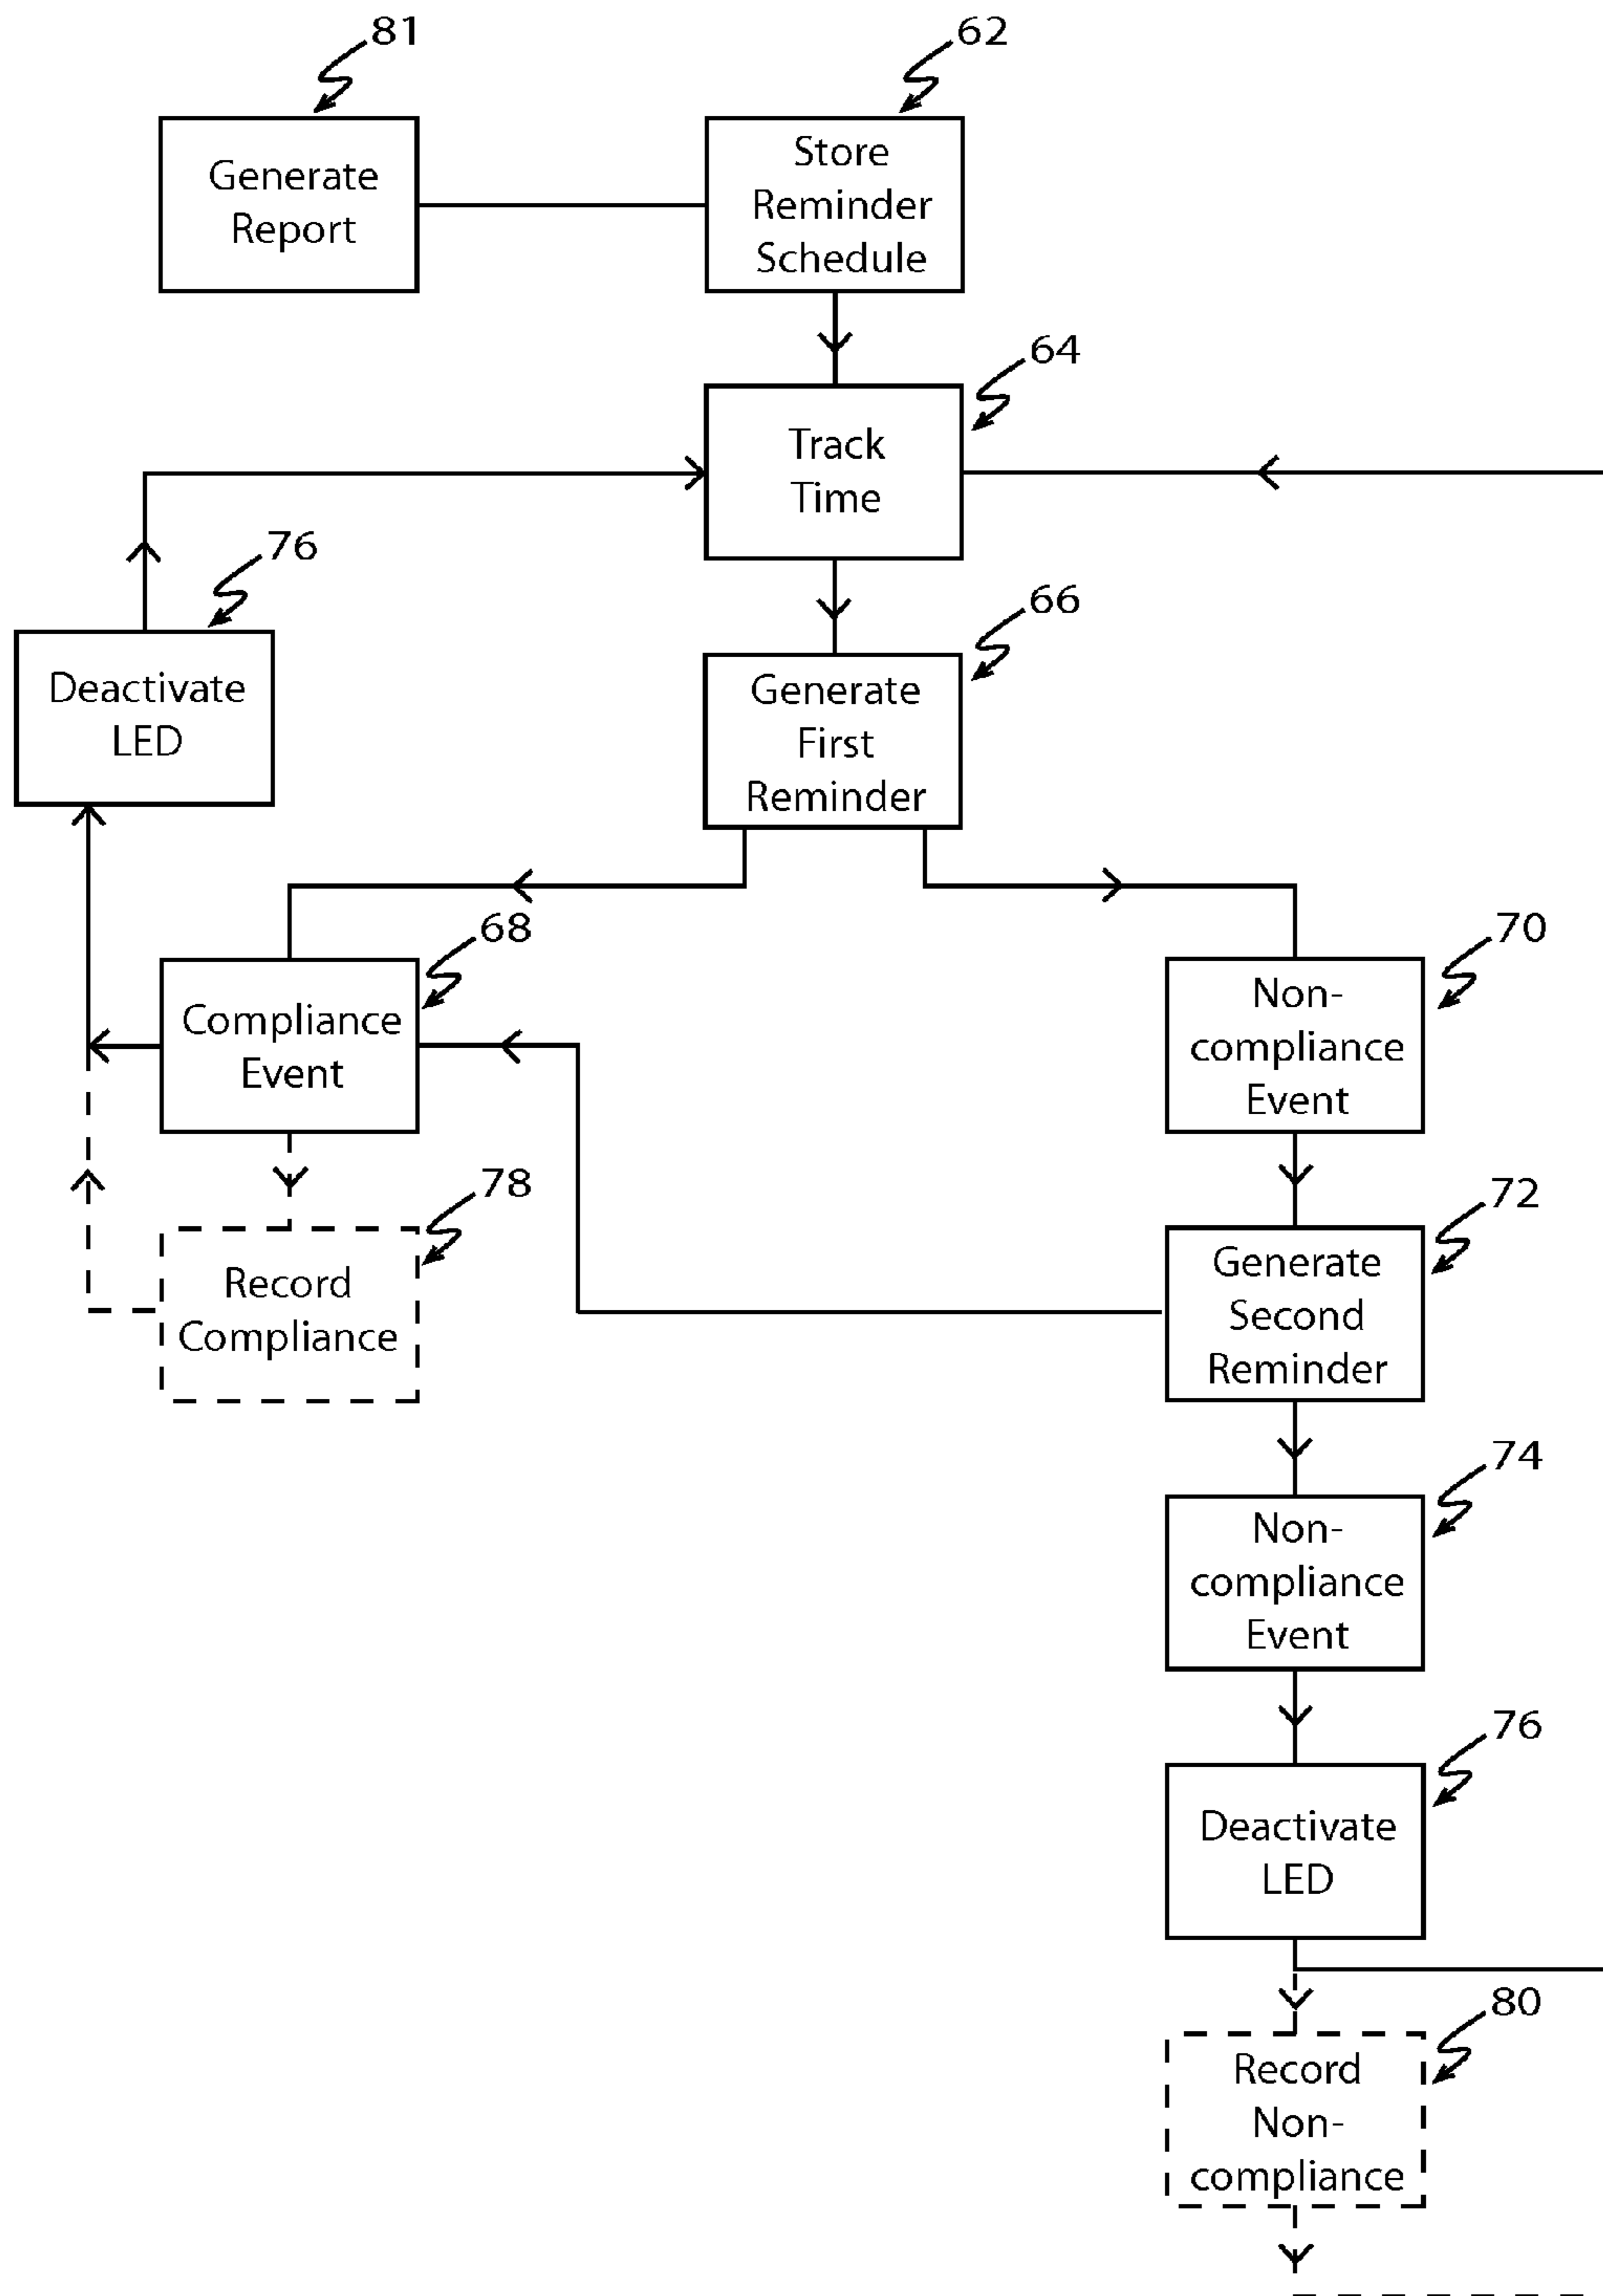 81
62
Generate
Report
Store
Reminder
Schedule
64
Track
Time
76
Deactivate
LED
66
Generate
First
Reminder
68
Compliance
Event
70
Non-
compliance
Event
78
Record
Compliance
72
Generate
Second
Reminder
74
Non-
compliance
Event
76
Deactivate
LED
80
Record
Non-
compliance